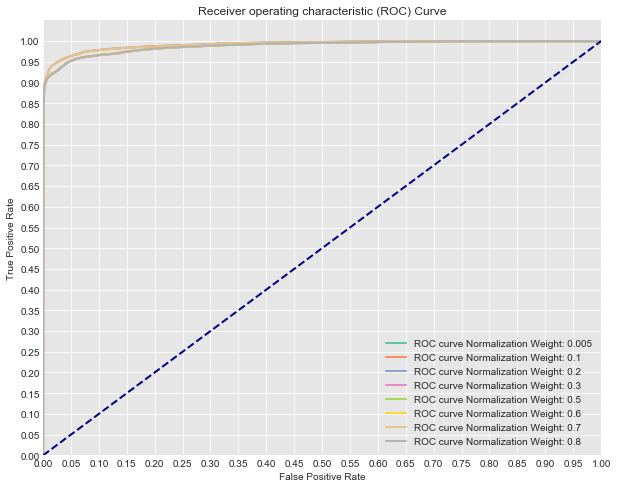 Receiver operating characteristic (ROC) Curve
True Positive Rate
1.00
0.95
0.90
0.85
0.80
0.75
0.70
0.65
0.60
0.55
0.50
0.45
0.40
0.35
0.30
0.25
0.20
0.15
0.10
0.05
0.00
ROC curve Normalization Weight: 0.005
ROC curve Normalization Weight: 0.1
ROC curve Normalization Weight: 0.2
ROC curve Normalization Weight: 0.3
ROC curve Normalization Weight: 0.5
ROC curve Normalization Weight: 0.6
ROC curve Normalization Weight: 0.7
ROC curve Normalization Weight: 0.8
0.00 0.05 0.10 0.15 0.20 0.25 0.30 0.35 0.40 0.45 0.50 0.55 0.60 0.65 0.70 0.75 0.80 0.85 0.90 0.95 1.00
False Positive Rate